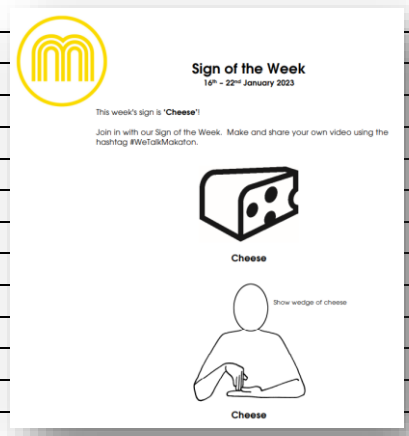 Sign of the Week
16th – 22nd January 2023
This week's sign is 'Cheese'!
Join in with our Sign of the Week. Make and share your own video using the
hashtag #WeTalkMakaton.
Cheese
Show wedge of cheese
Cheese